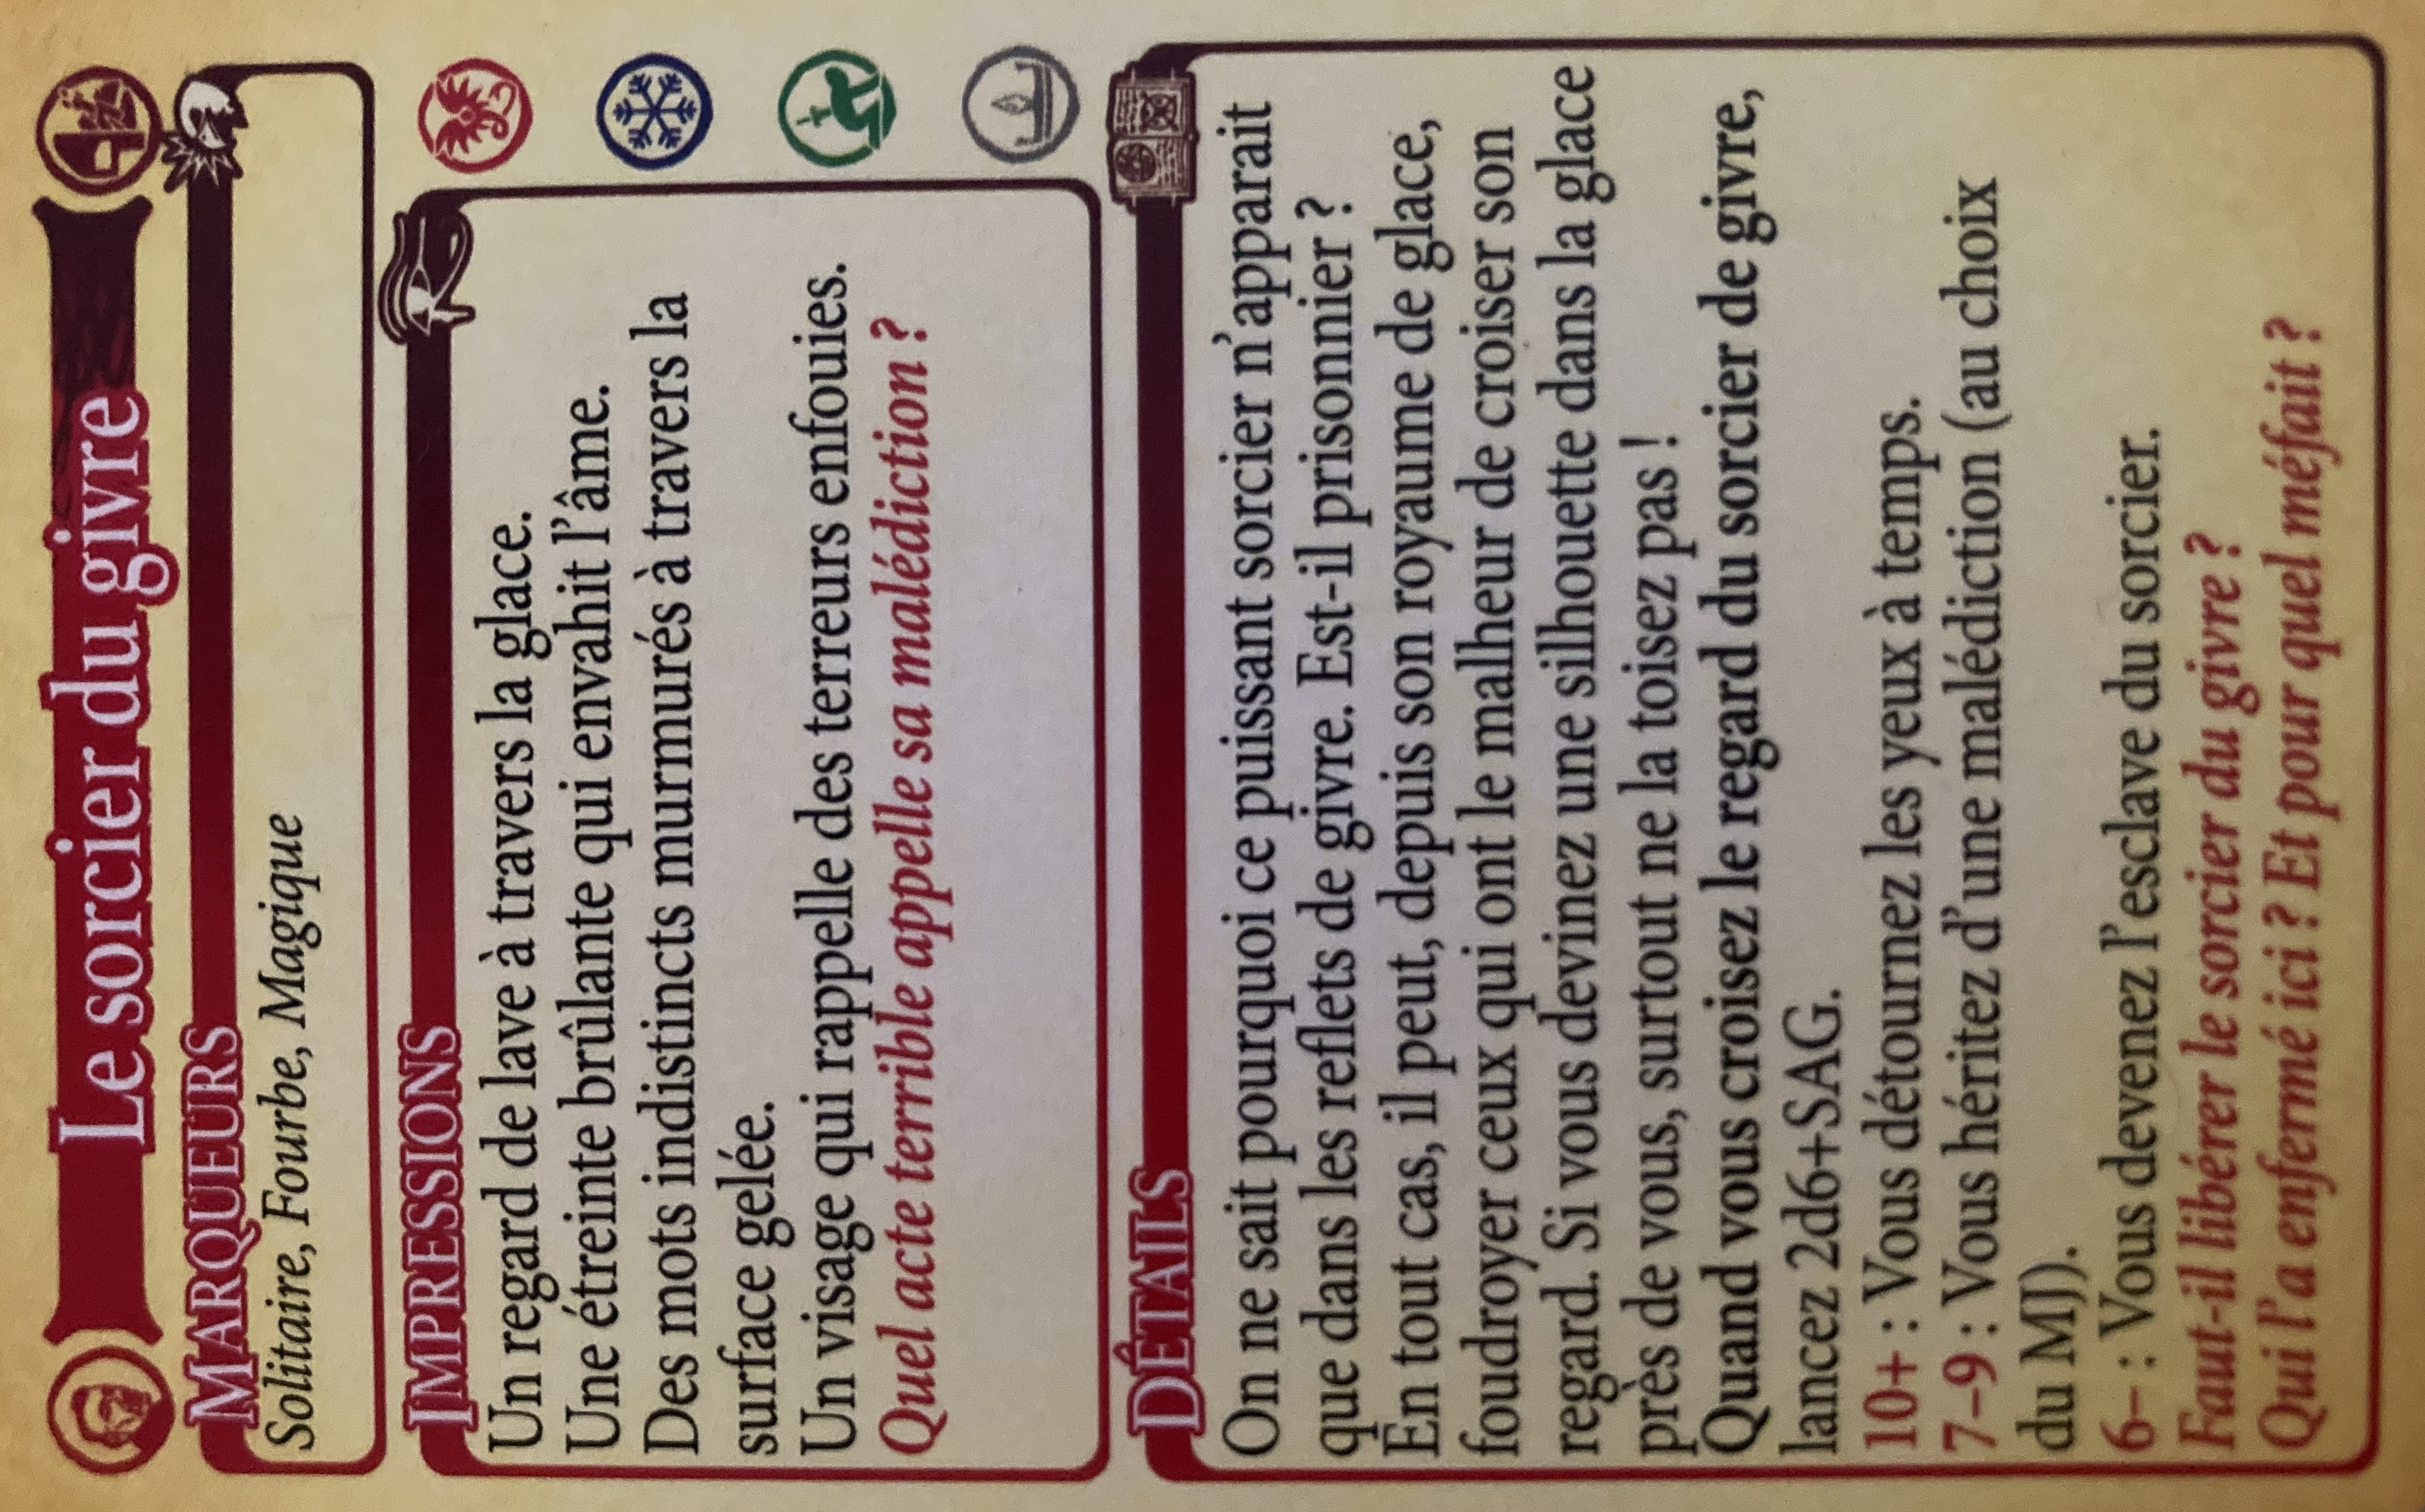 Le sorcier du givre
MARQUEURS
Solitaire, Fourbe, Magique
IMPRESSIONS
Un regard de lave à travers la glace.
Une étreinte brûlante qui envahit l'âme.
Des mots indistincts murmurés à travers la
surface gelée.
Un visage qui rappelle des terreurs enfouies.
Quel acte terrible appelle sa malédiction ?
DÉTAILS
On ne sait pourquoi ce puissant sorcier n'apparait
que dans les reflets de givre. Est-il prisonnier ?
En tout cas, il peut, depuis son royaume de glace,
foudroyer ceux qui ont le malheur de croiser son
regard. Si vous devinez une silhouette dans la glace
près de vous, surtout ne la toisez pas !
Quand vous croisez le regard du sorcier de givre,
lancez 2d6+SAG.
10+ : Vous détournez les yeux à temps.
7–9 : Vous héritez d'une malédiction (au choix
du MJ).
6– : Vous devenez l'esclave du sorcier.
Faut-il libérer le sorcier du givre ?
Qui l'a enfermé ici ? Et pour quel méfait ?